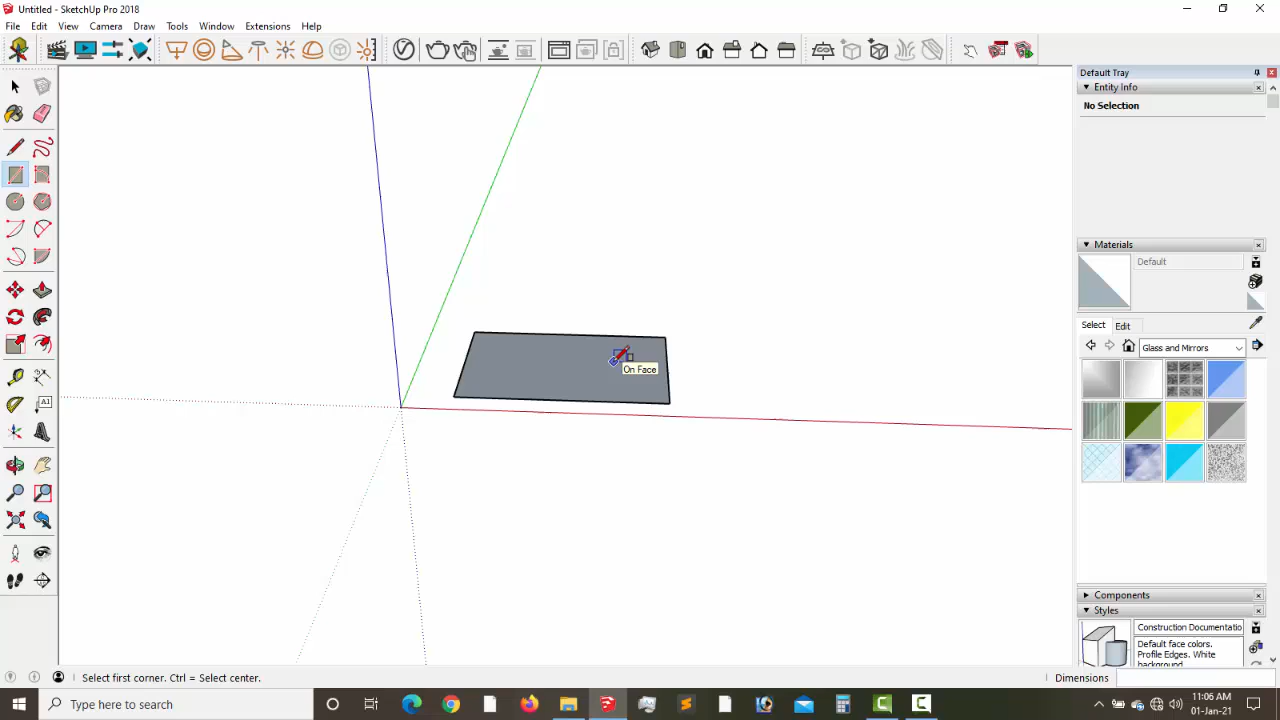 Untitled - SketchUp Pro 2018
File Edit View Camera Draw Tools Window Extensions Help
Default Tray
Entity Info
No Selection
Materials
Default
Select Edit
Glass and Mirrors
On Face
A1
Components
Styles
Construction Documentatio
Default face colors.
Profile Edges. White
background.
Select first corner. Ctrl = Select center.
Dimensions
Type here to search
11:06 AM
01-Jan-21